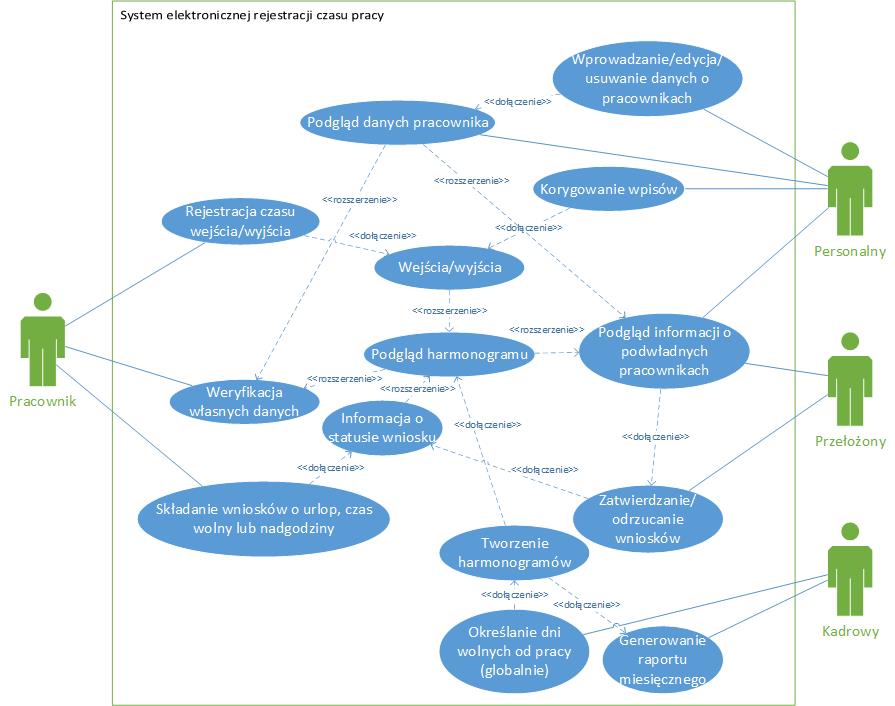 System elektronicznej rejestracji czasu pracy
Wprowadzanie/edycja/
usuwanie danych o
pracownikach
<<dołączenie>>
Podgląd danych pracownika
<<rozszerzenie>>
Korygowanie wpisów
<<rozszerzenie>>
Rejestracja czasu
wejścia/wyjścia
<<dołączenie>>
<<dołączenie>>
Personalny
Wejścia/wyjścia
<<rozszerzenie>>
<<rozszerzenie>>
Podgląd informacji o
podwładnych
pracownikach
Podgląd harmonogramu
<<rozszerzenie>>
<<rozszerzenie>>
Pracownik
Weryfikacja
własnych danych
Informacja o
statusie wniosku
<<dołączenie>>
<<dołączenie>>
Przełożony
<<dołączenie>>
<<dołączenie>>
Składanie wniosków o urlop, czas
wolny lub nadgodziny
Zatwierdzanie/
odrzucanie
wniosków
Tworzenie
harmonogramów
<<dołączenie>>
<<dołączenie>>
Określanie dni
wolnych od pracy
(globalnie)
Generowanie
raportu
miesięcznego
Kadrowy